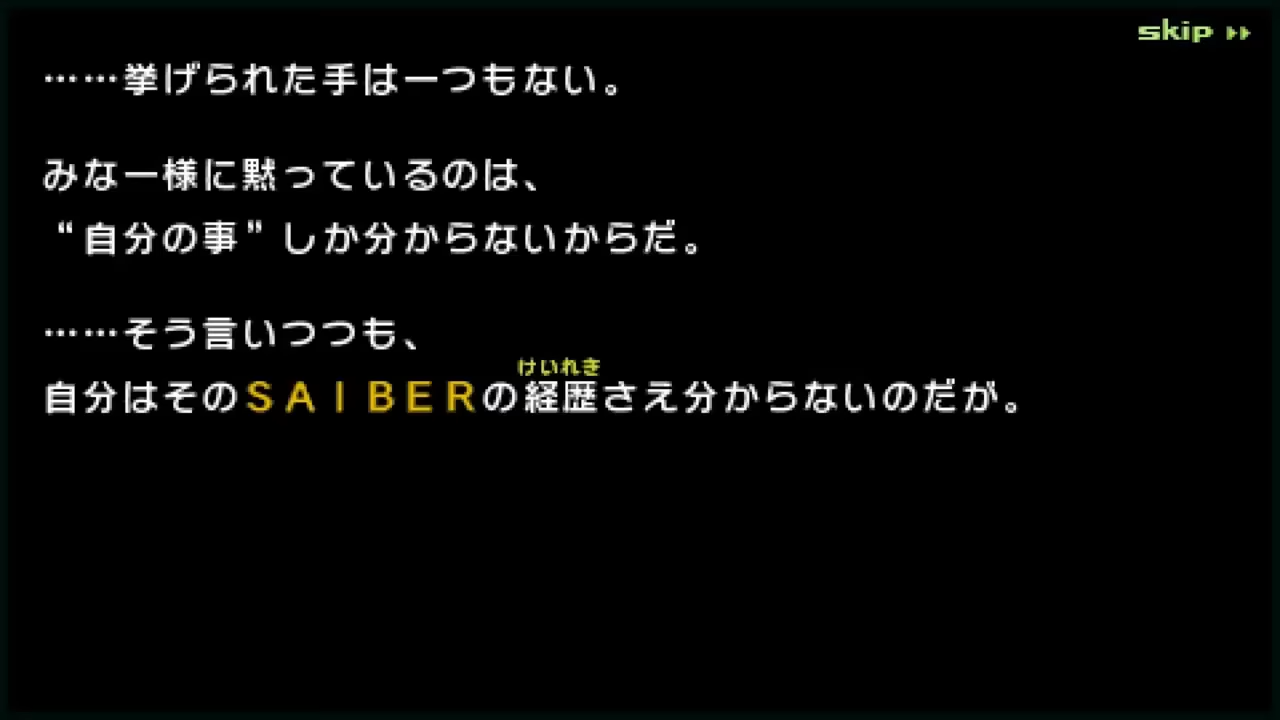 skip
……挙げられた手は一つもない。
みな一様に黙っているのは、
“自分の事”しか分からないからだ。
……そう言いつつも、
けいれき
自分はそのＳＡＩＢＥＲの経歴さえ分からないのだが。